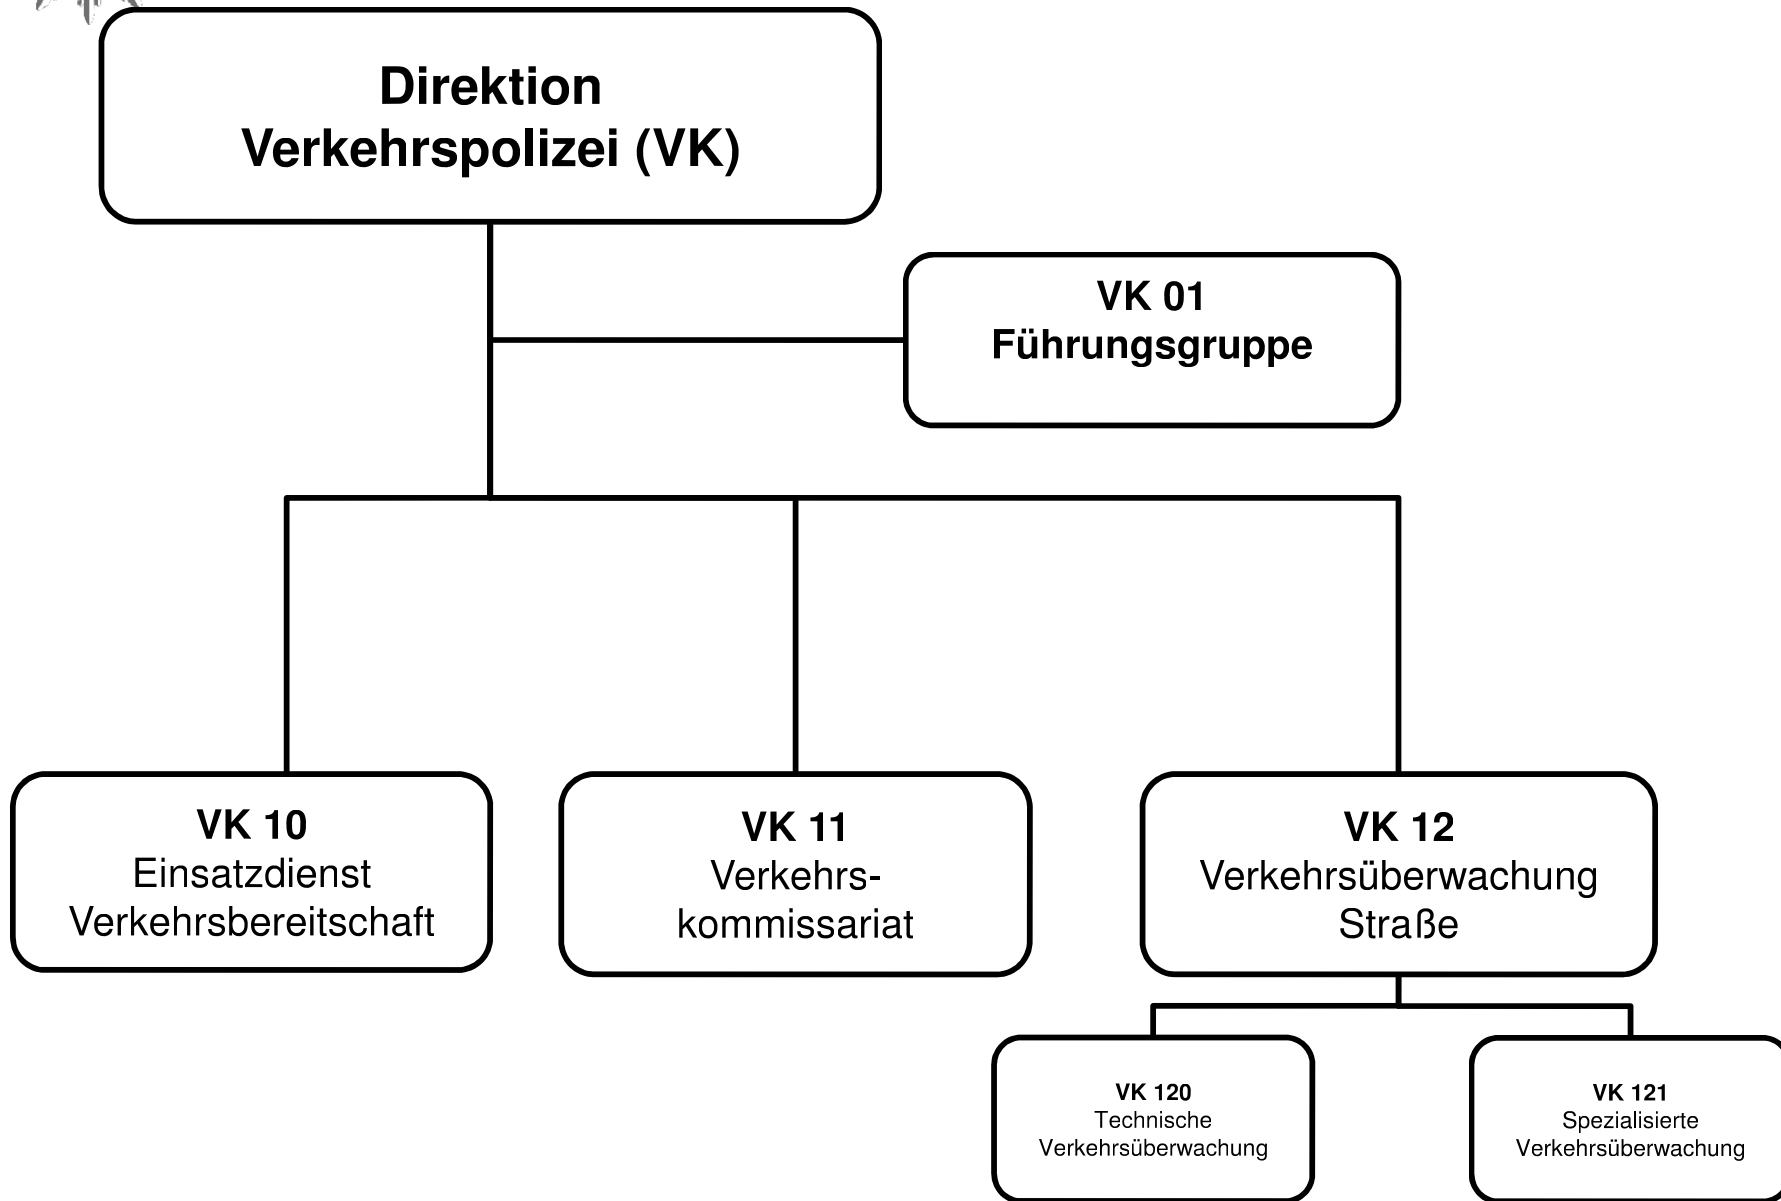 Direktion
Verkehrspolizei (VK)
VK 01
Führungsgruppe
VK 10
Einsatzdienst
Verkehrsbereitschaft
VK 11
Verkehrs-
kommissariat
VK 12
Verkehrsüberwachung
Straße
VK 120
Technische
Verkehrsüberwachung
VK 121
Spezialisierte
Verkehrsüberwachung